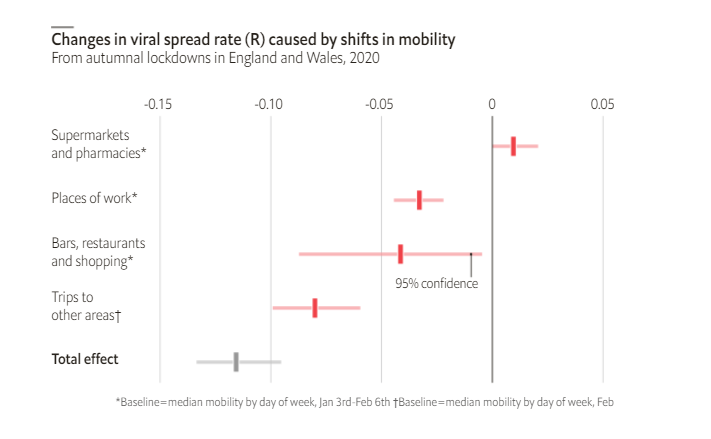 Changes in viral spread rate (R) caused by shifts in mobility
From autumnal lockdowns in England and Wales, 2020
-0.15 -0.10 -0.05 0 0.05
Supermarkets
and pharmacies*
Places of work*
Bars, restaurants
and shopping*
95% confidence
Trips to
other areas†
Total effect
*Baseline=median mobility by day of week, Jan 3rd-Feb 6th †Baseline=median mobility by day of week, Feb